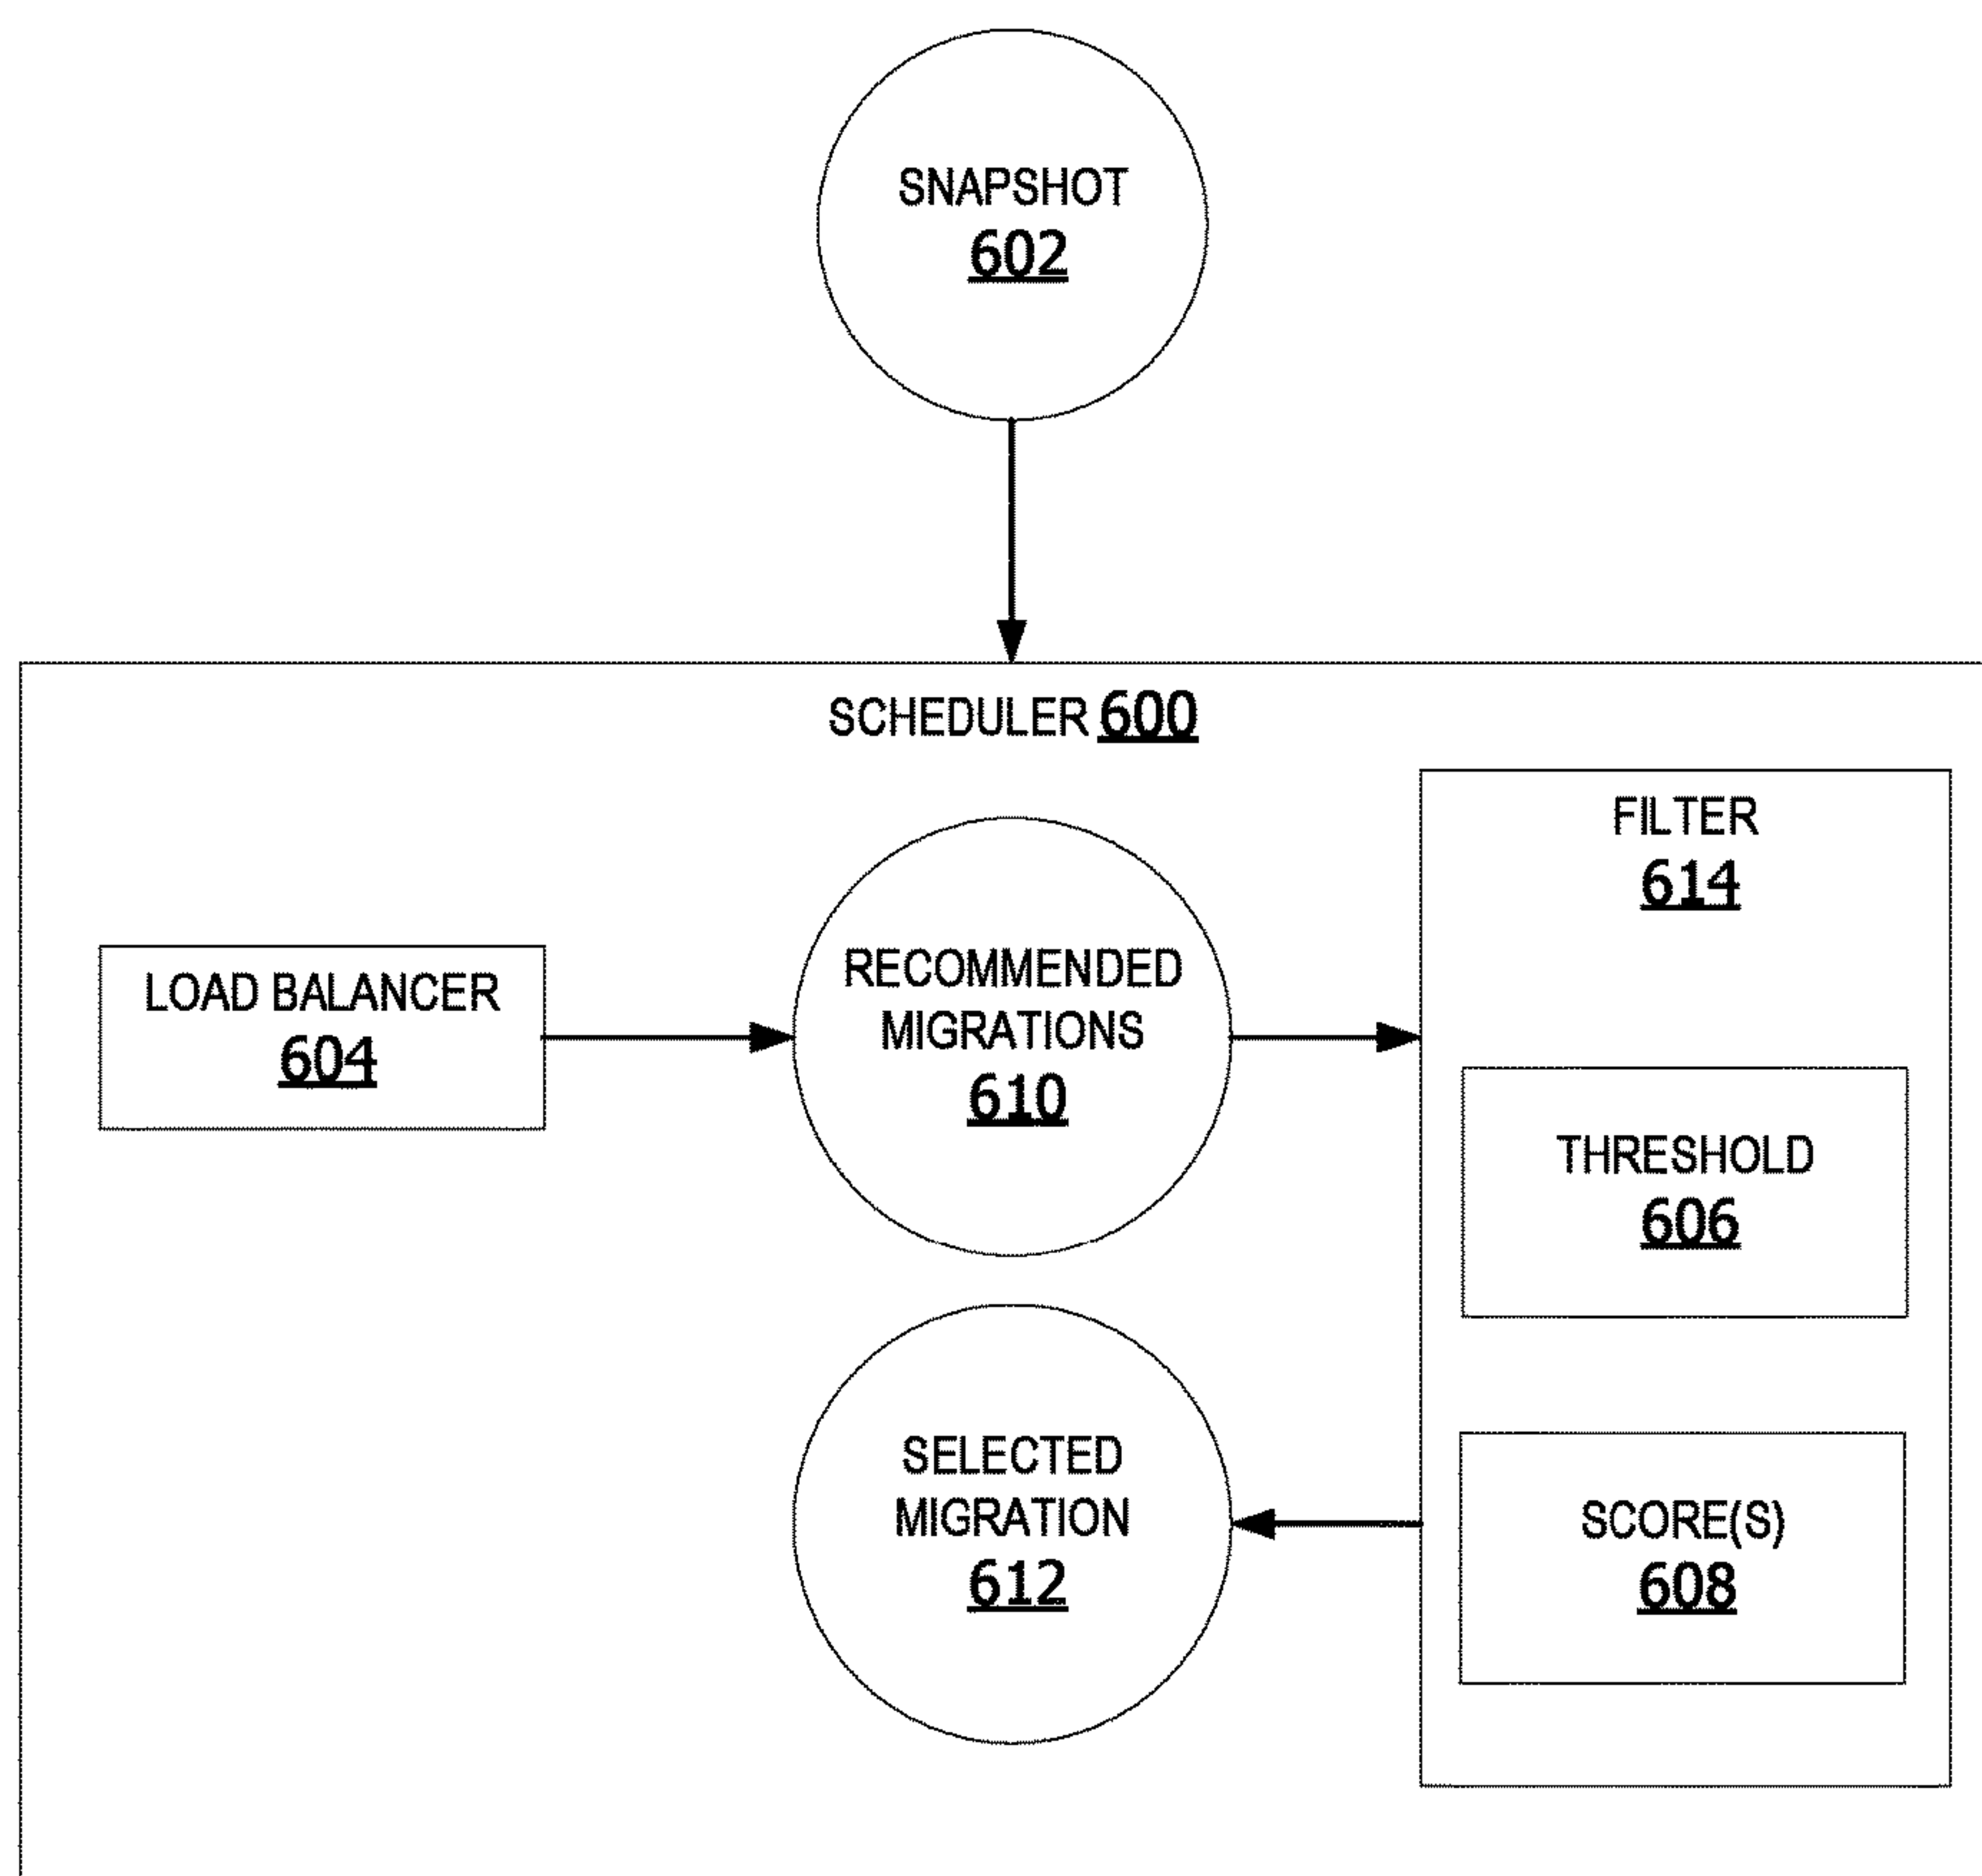 SNAPSHOT
602
SCHEDULER 600
FILTER
614
LOAD BALANCER
604
RECOMMENDED
MIGRATIONS
610
THRESHOLD
606
SELECTED
MIGRATION
612
SCORE(S)
608